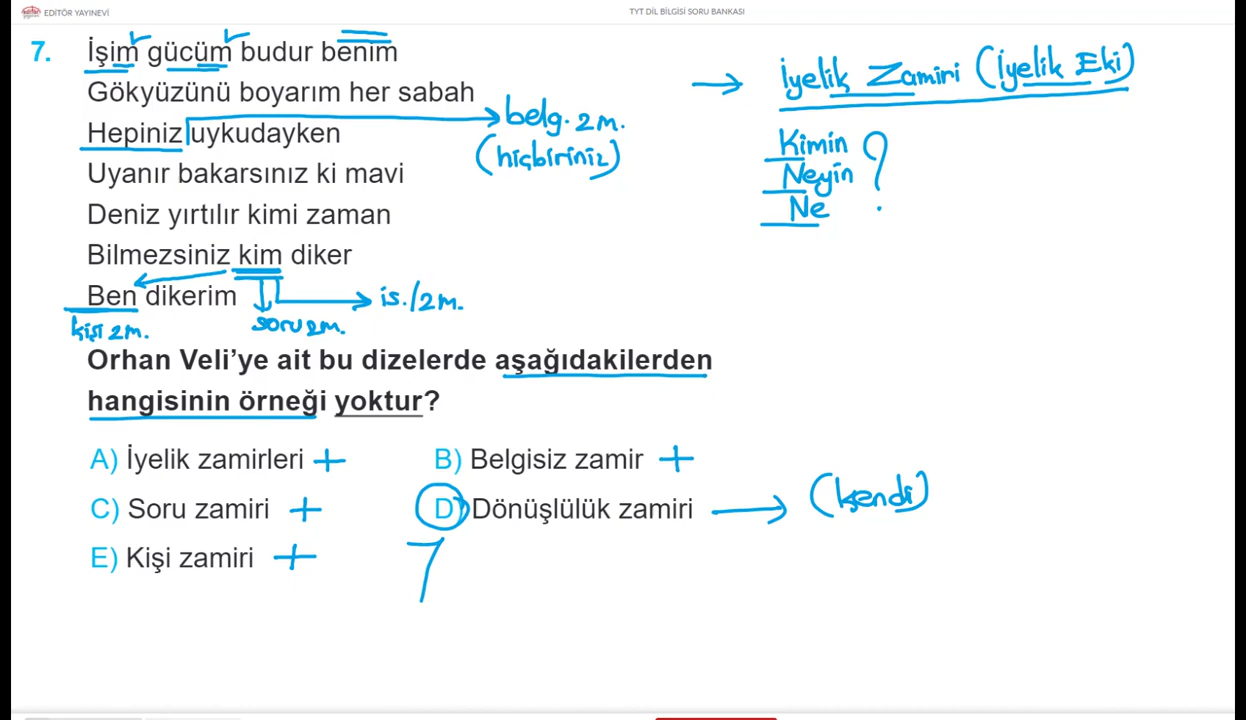 EDİTÖR YAYINEVİ
TYT DİL BİLGİSİ SORU BANKASI
7. İşim gücüm budur benim
Gökyüzünü boyarım her sabah
Hepiniz uykudayken
Uyanır bakarsınız ki mavi
Deniz yırtılır kimi zaman
Bilmezsiniz kim diker
Ben dikerim
belg. zm.
(hiçbiriniz)
is./zm.
soru zm.
kişi zm.
İyelik Zamiri (İyelik Eki)
Kimin
Neyin
Ne ?
Orhan Veli'ye ait bu dizelerde aşağıdakilerden
hangisinin örneği yoktur?
A) İyelik zamirleri +
B) Belgisiz zamir +
C) Soru zamiri +
D) Dönüşlülük zamiri (kendi)
E) Kişi zamiri +
7